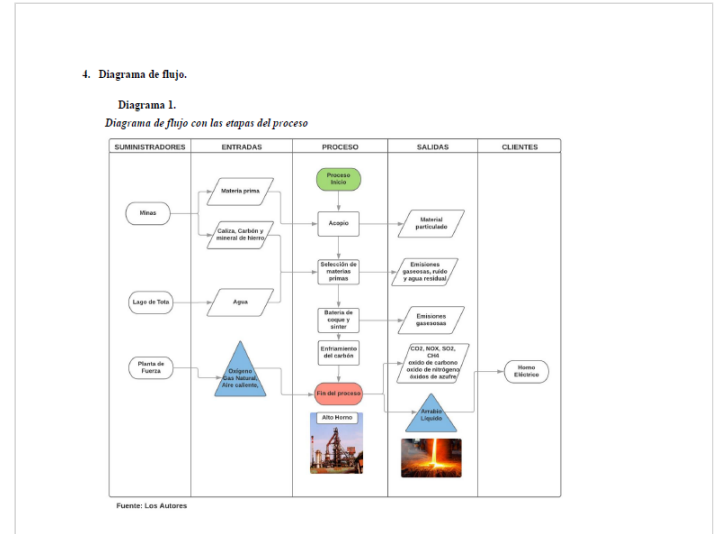 4. Diagrama de flujo.
Diagrama 1.
Diagrama de flujo con las etapas del proceso
SUMINISTRADORES
ENTRADAS
PROCESO
SALIDAS
CLIENTES
Proceso
Inicio
Materia prima
Minas
Acopio
Material
particulado
Caliza, Carbón y
mineral de hierro
Selección de
materias
primas
Emisiones
gaseosas, ruido
y agua residual
Lago de Tota
Agua
Bateria de
coque y
sinter
Emisiones
gasesosas
Enfriamiento
del carbón
CO2, NOX, SO2,
CH4
oxido de carbono
oxido de nitrógeno
óxidos de azufre
Planta de
Fuerza
Oxigeno
Gas Natural,
Aire caliente,
Horno
Eléctrico
Fin del proceso
Arrabio
Liquido
Alto Horno
Fuente: Los Autores